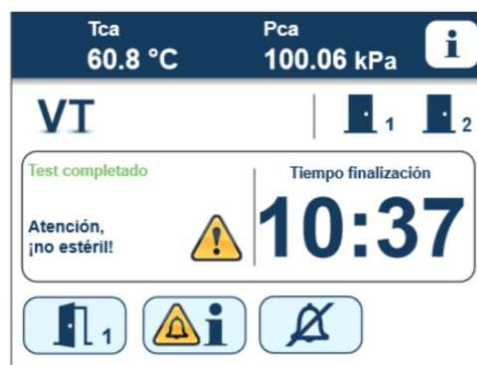 Tca Pca
60.8 °C 100.06 kPa i
VT 1 2
Test completado Tiempo finalización
Atención, 10:37
¡no estéril!
1 i